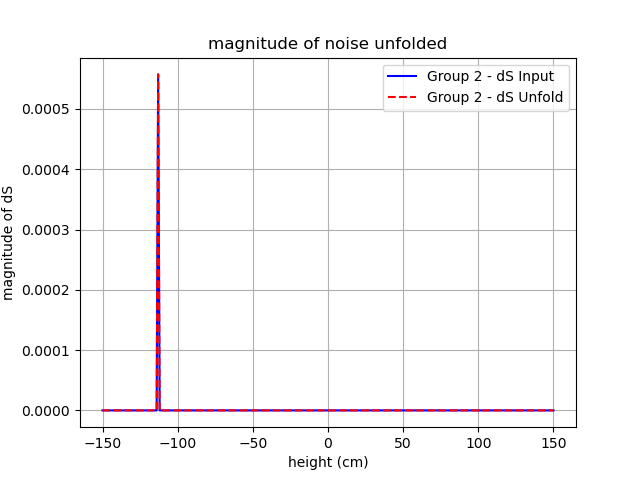 magnitude of noise unfolded
Group 2 - dS Input
Group 2 - dS Unfold
magnitude of dS
0.0005
0.0004
0.0003
0.0002
0.0001
0.0000
−150 −100 −50 0 50 100 150
height (cm)